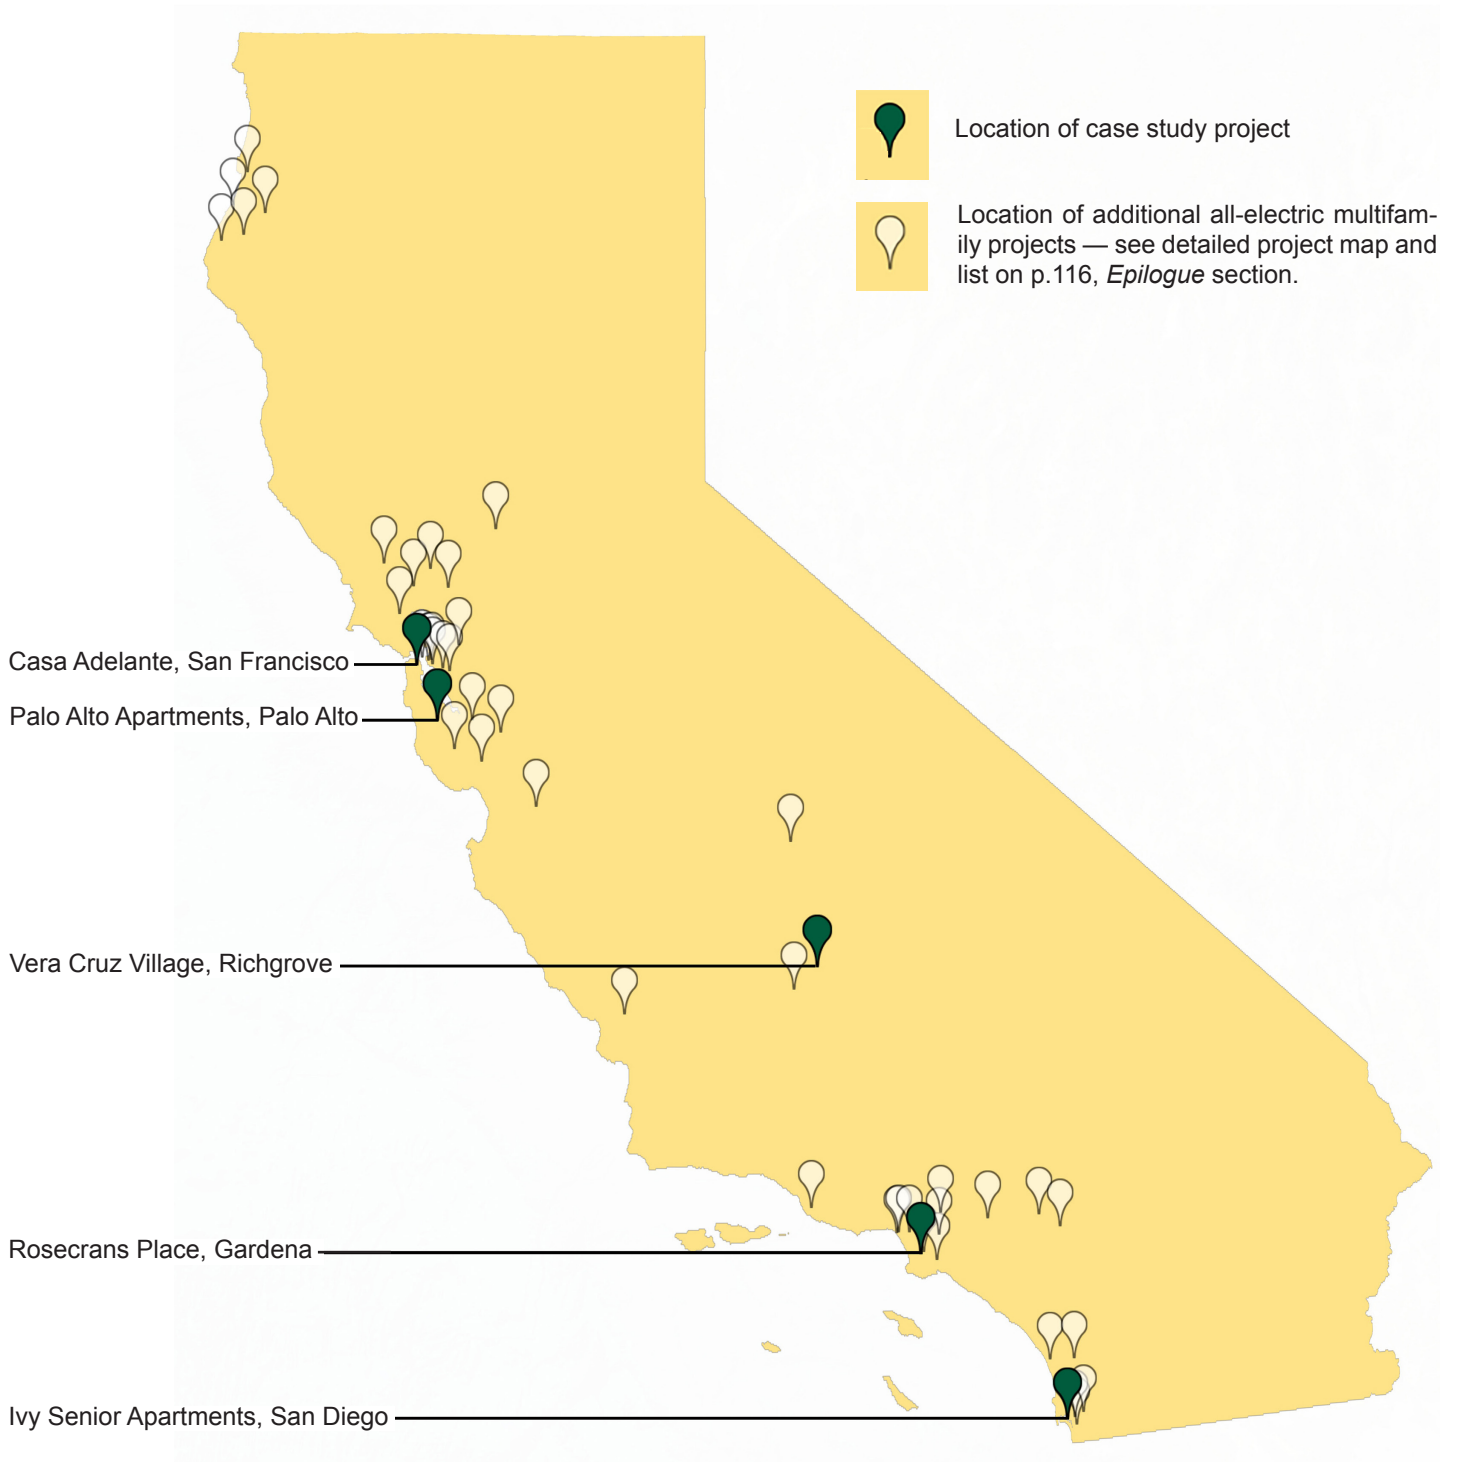 Location of case study project
Location of additional all-electric multifam-
ily projects — see detailed project map and
list on p.116, Epilogue section.
Casa Adelante, San Francisco
Palo Alto Apartments, Palo Alto
Vera Cruz Village, Richgrove
Rosecrans Place, Gardena
Ivy Senior Apartments, San Diego